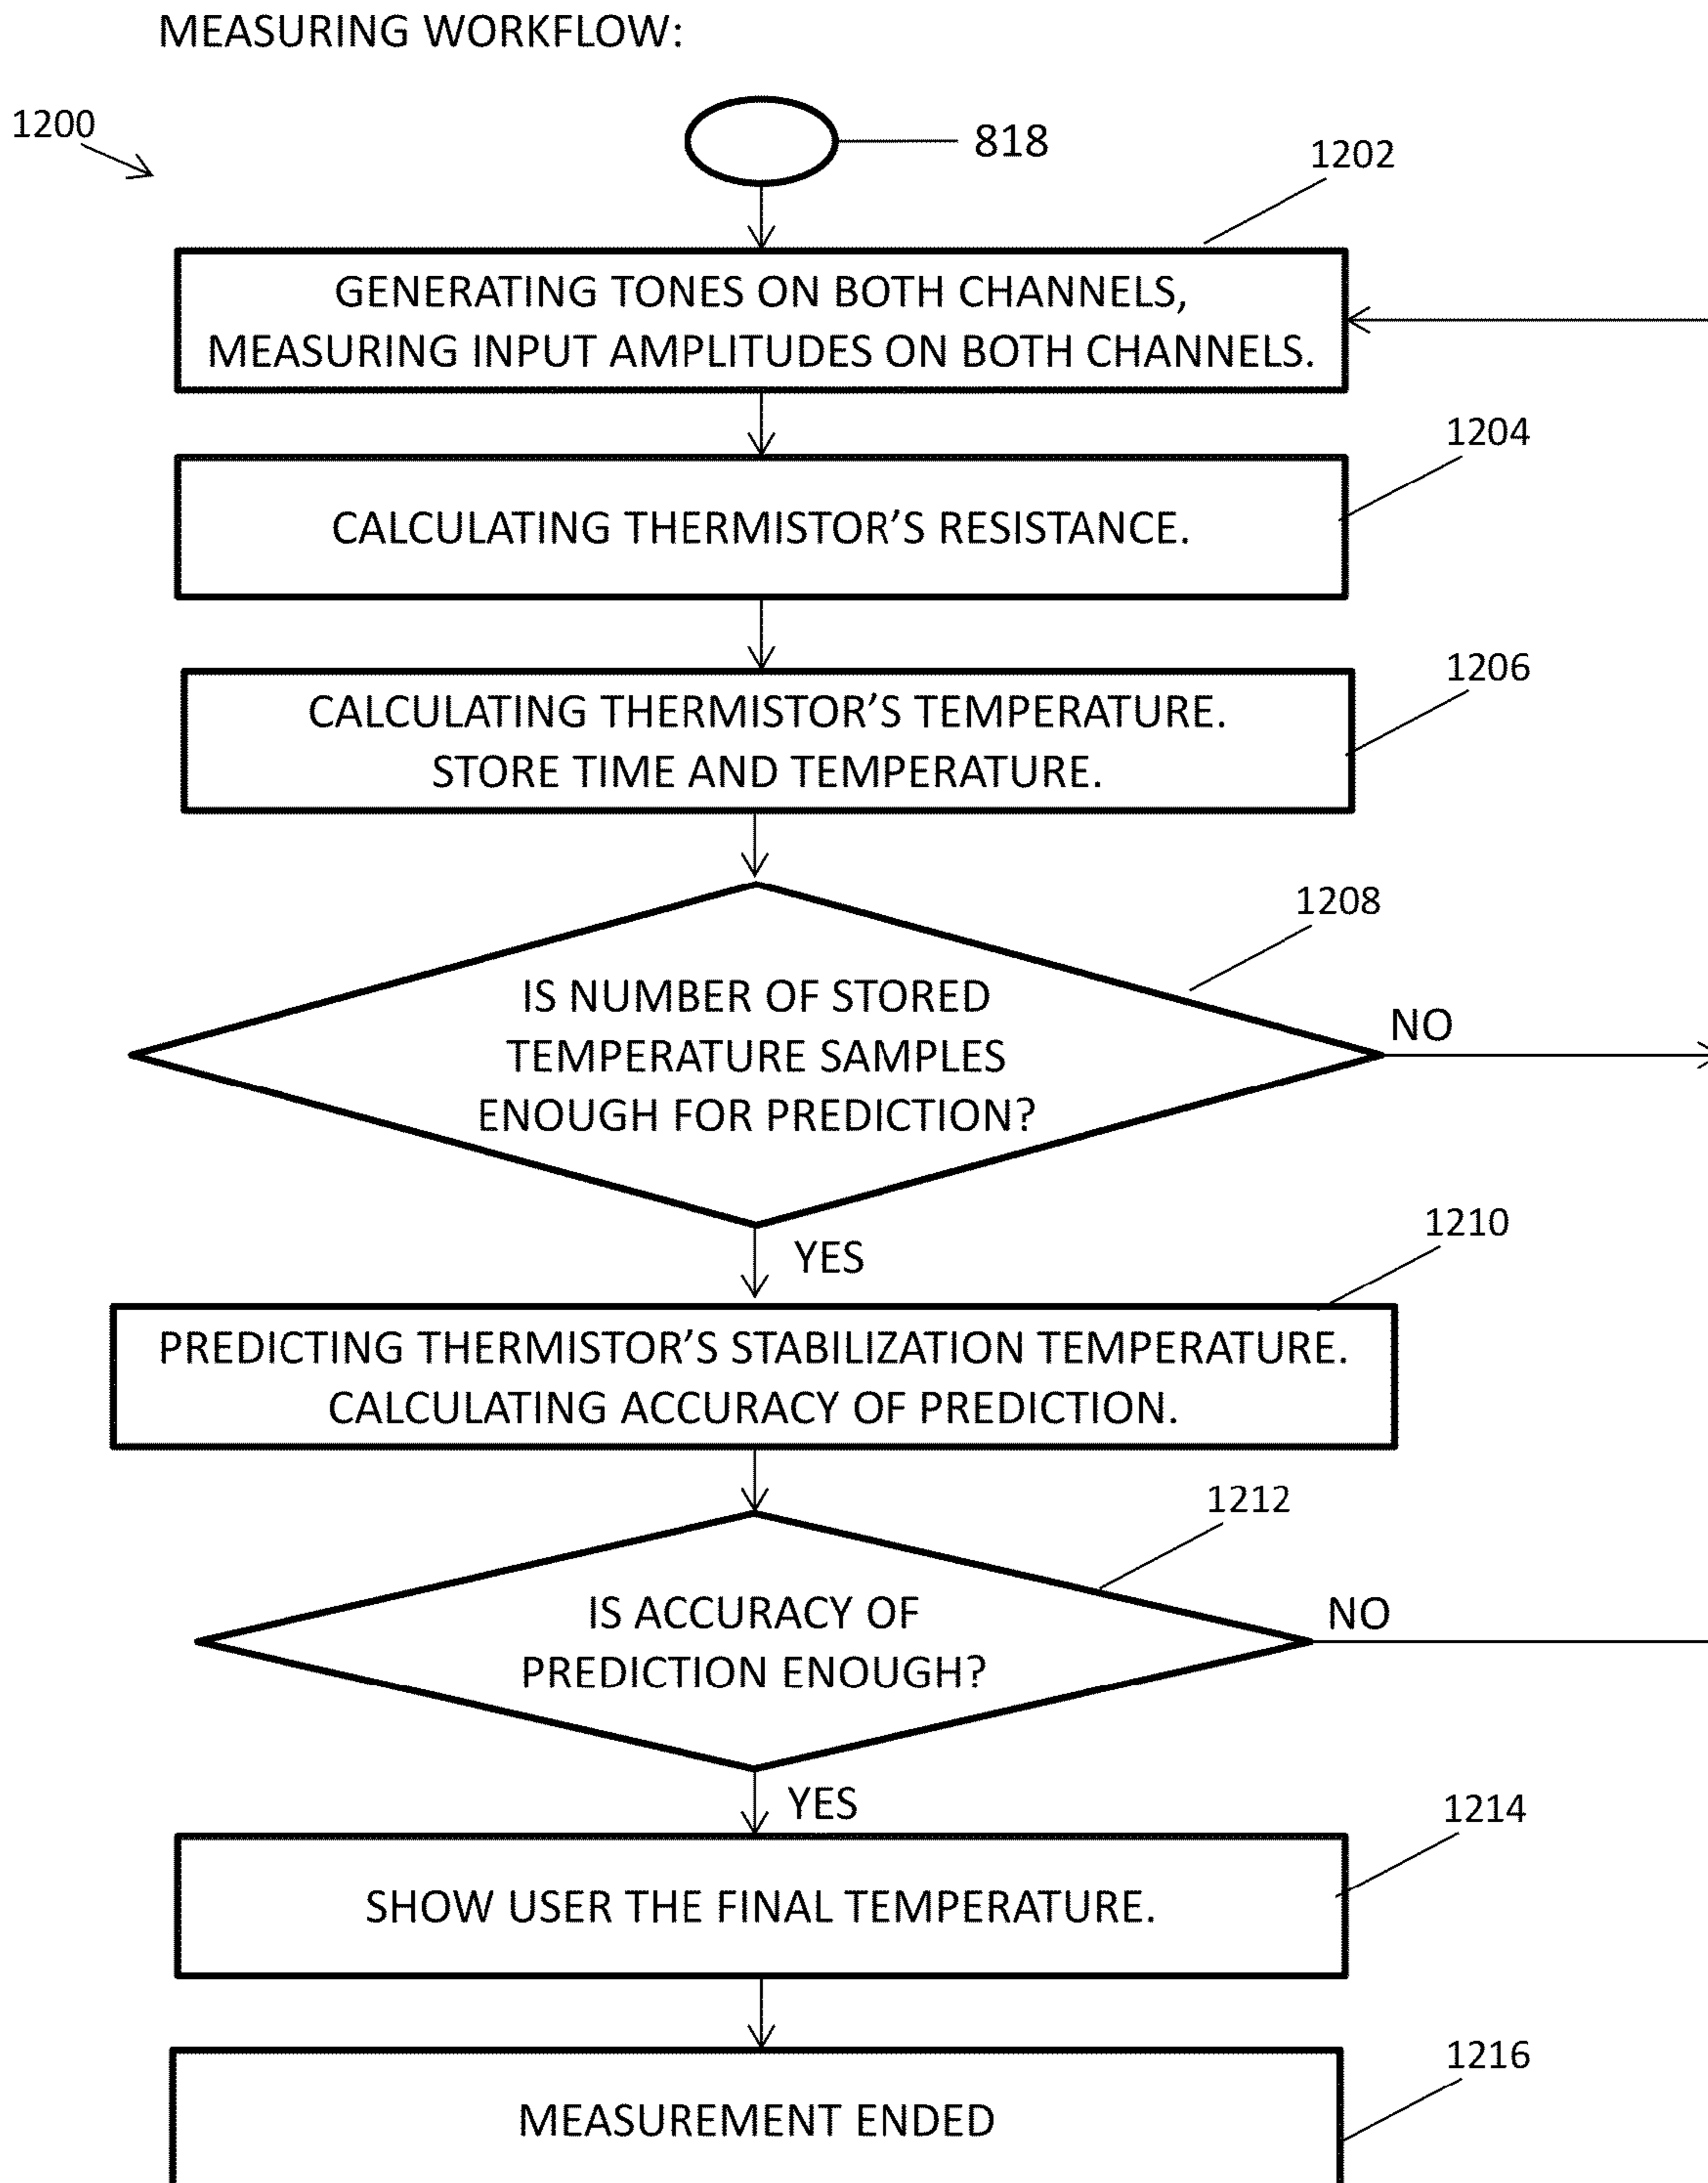 MEASURING WORKFLOW:
1200
818
1202
GENERATING TONES ON BOTH CHANNELS,
MEASURING INPUT AMPLITUDES ON BOTH CHANNELS.
1204
CALCULATING THERMISTOR'S RESISTANCE.
1206
CALCULATING THERMISTOR'S TEMPERATURE.
STORE TIME AND TEMPERATURE.
1208
IS NUMBER OF STORED
TEMPERATURE SAMPLES
ENOUGH FOR PREDICTION?
NO
YES
1210
PREDICTING THERMISTOR'S STABILIZATION TEMPERATURE.
CALCULATING ACCURACY OF PREDICTION.
1212
IS ACCURACY OF
PREDICTION ENOUGH?
NO
YES
1214
SHOW USER THE FINAL TEMPERATURE.
1216
MEASUREMENT ENDED